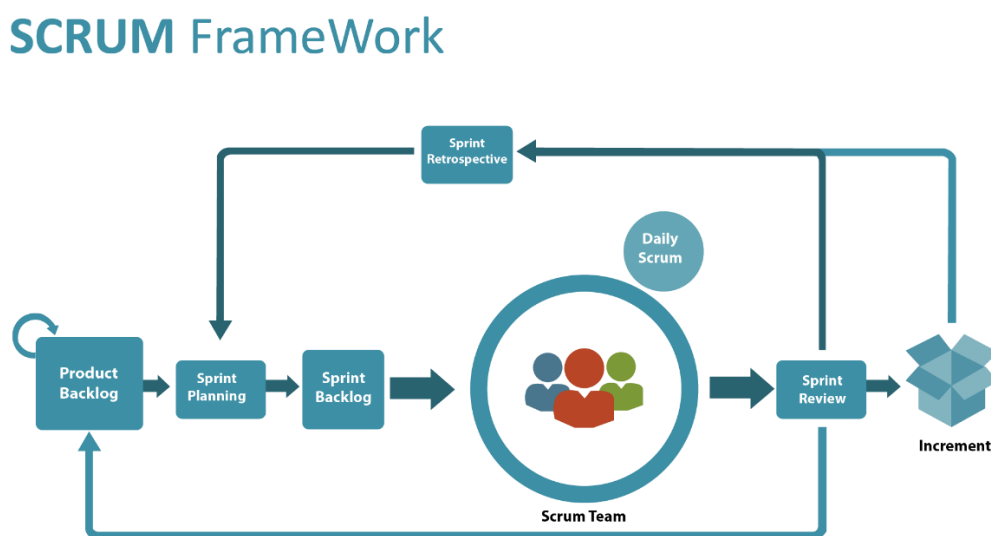 SCRUM FrameWork
Sprint
Retrospective
Daily
Scrum
Product
Backlog
Sprint
Planning
Sprint
Backlog
Sprint
Review
Increment
Scrum Team